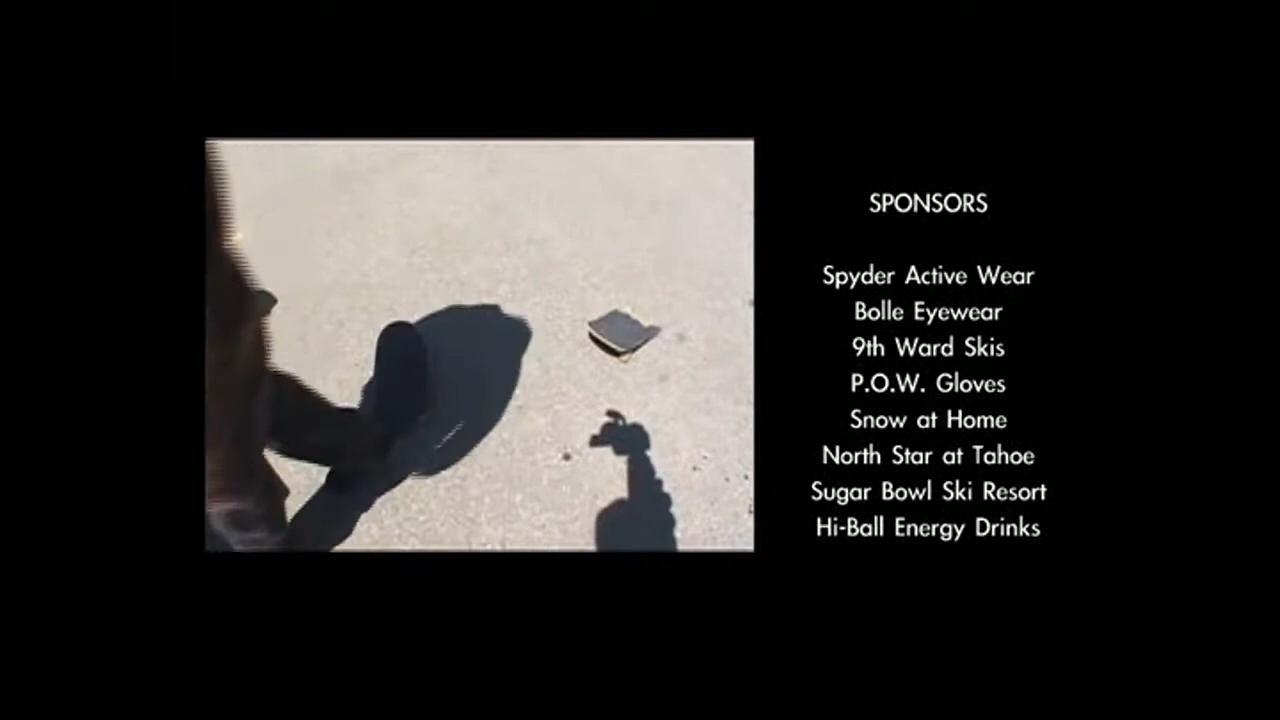 SPONSORS
Spyder Active Wear
Bolle Eyewear
9th Ward Skis
P.O.W. Gloves
Snow at Home
North Star at Tahoe
Sugar Bowl Ski Resort
Hi-Ball Energy Drinks